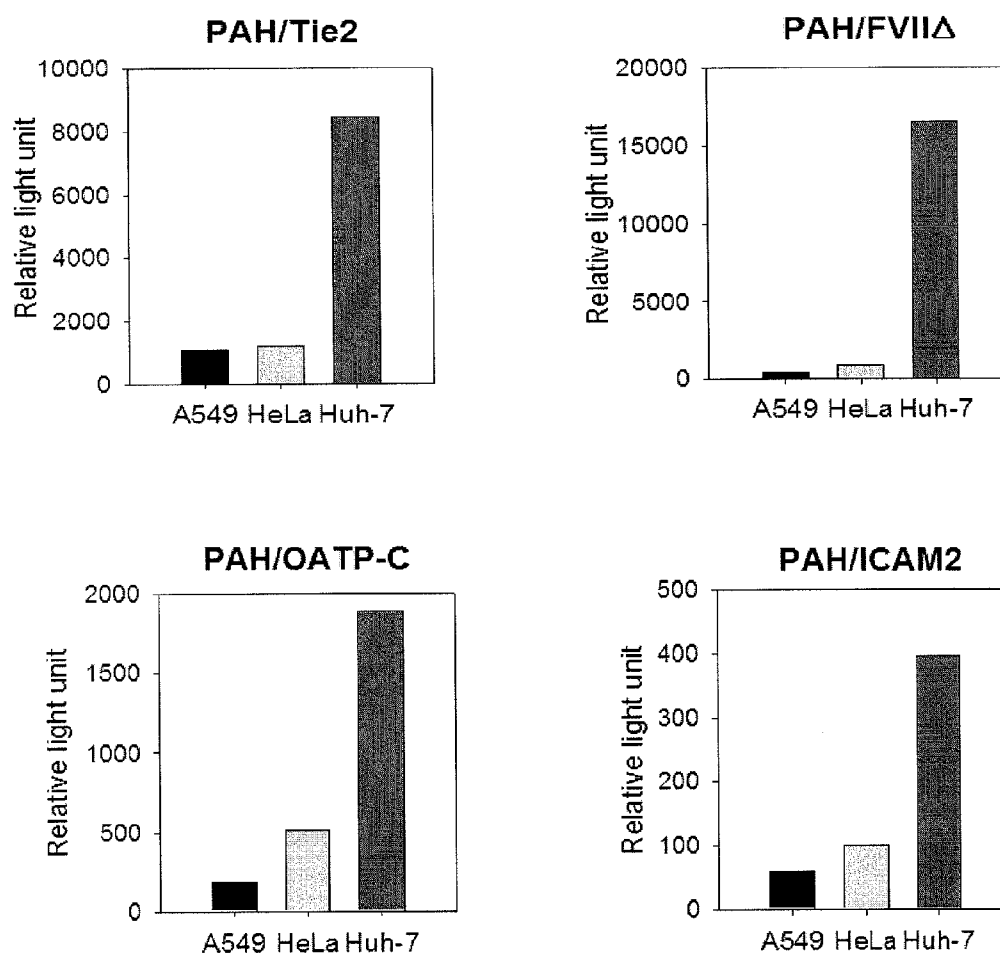 PAH/Tie2
Relative light unit
10000
8000
6000
4000
2000
0
A549 HeLa Huh-7
PAH/FVIIΔ
Relative light unit
20000
15000
10000
5000
0
A549 HeLa Huh-7
PAH/OATP-C
Relative light unit
2000
1500
1000
500
0
A549 HeLa Huh-7
PAH/ICAM2
Relative light unit
500
400
300
200
100
0
A549 HeLa Huh-7